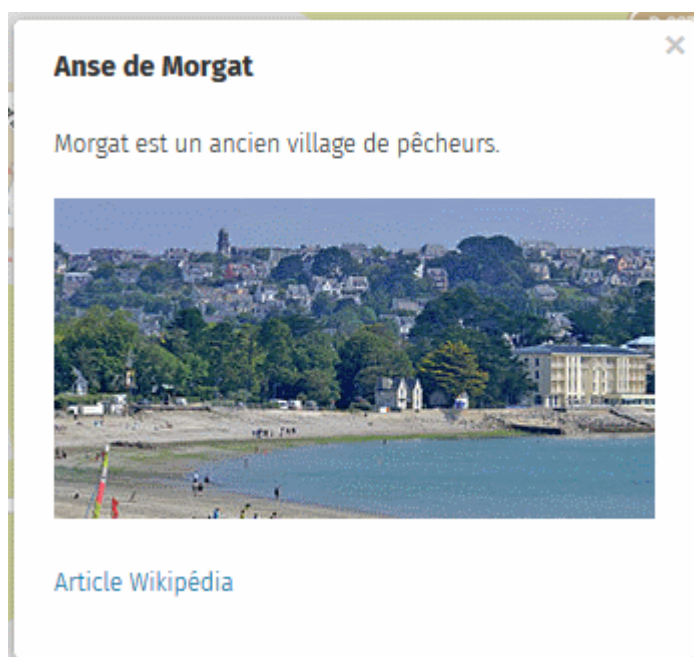 Anse de Morgat
Morgat est un ancien village de pêcheurs.
Article Wikipédia